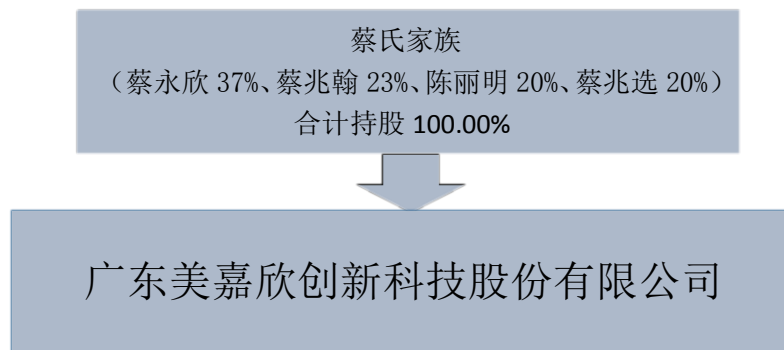 蔡氏家族
（蔡永欣 37%、蔡兆翰 23%、陈丽明 20%、蔡兆选 20%）
合计持股 100.00%
广东美嘉欣创新科技股份有限公司